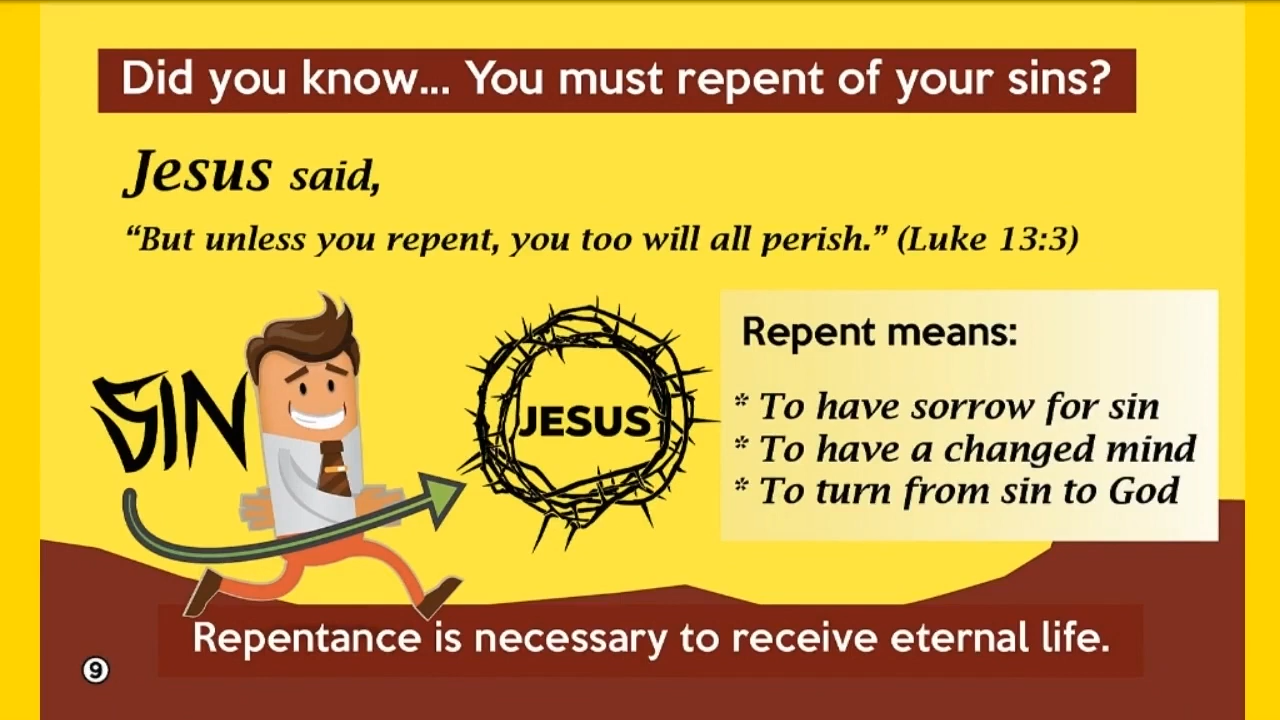 Did you know... You must repent of your sins?
Jesus said,
“But unless you repent, you too will all perish.” (Luke 13:3)
SIN
JESUS
Repent means:
* To have sorrow for sin
* To have a changed mind
* To turn from sin to God
Repentance is necessary to receive eternal life.
9